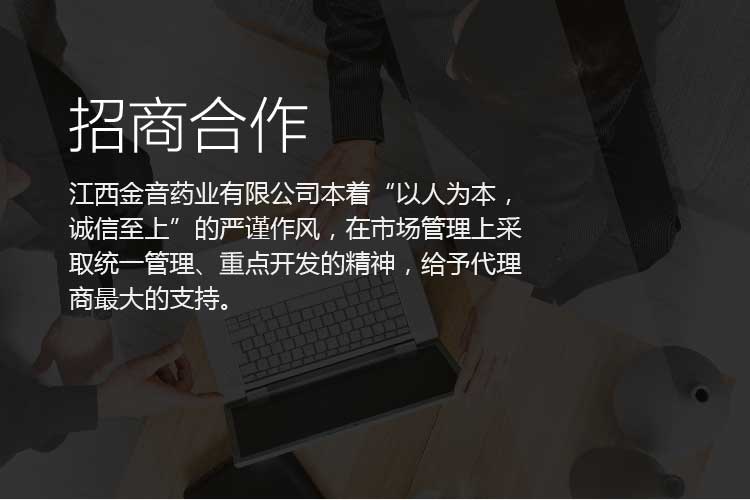 招商合作
江西金音药业有限公司本着“以人为本，
诚信至上”的严谨作风，在市场管理上采
取统一管理、重点开发的精神，给予代理
商最大的支持。